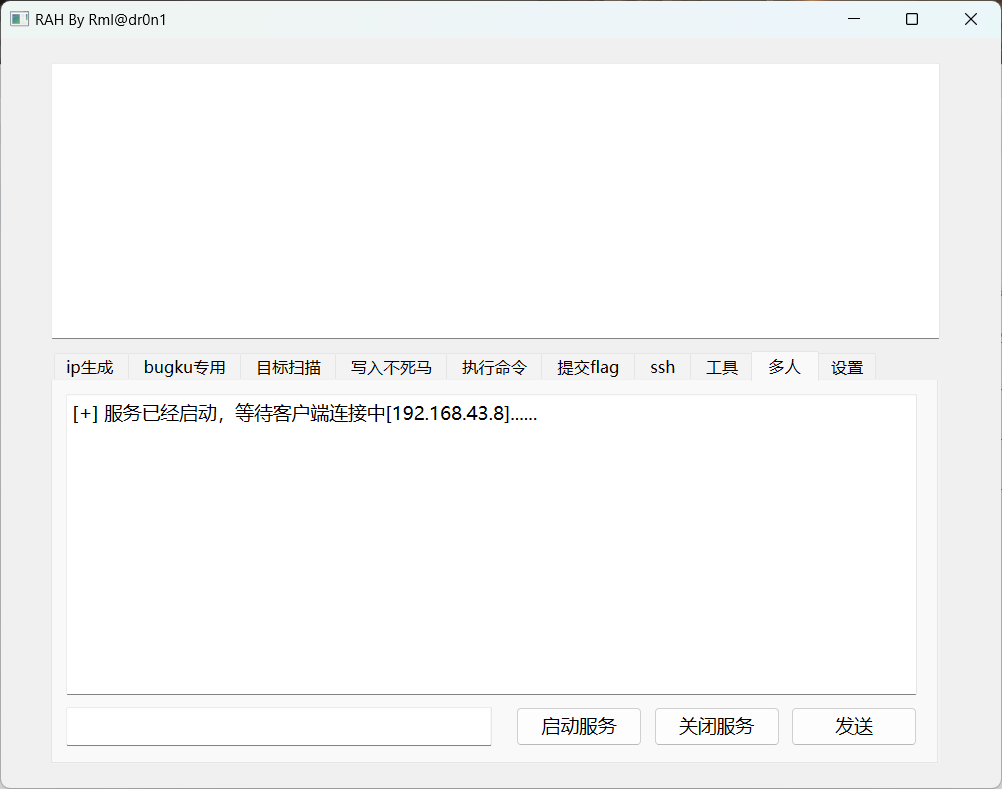 RAH By Rml@dr0n1
ip生成 bugku专用 目标扫描 写入不死马 执行命令 提交flag ssh 工具 多人 设置
[+] 服务已经启动，等待客户端连接中[192.168.43.8]......
启动服务 关闭服务 发送